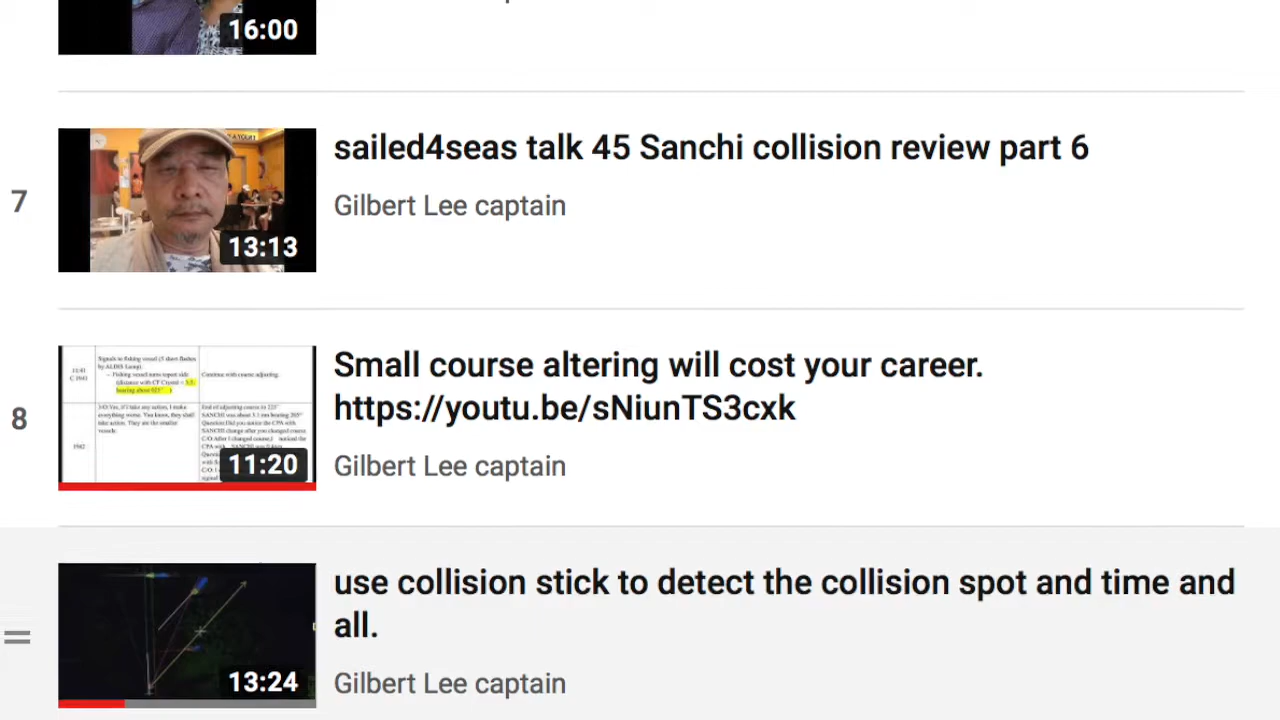 16:00
7
13:13
sailed4seas talk 45 Sanchi collision review part 6
Gilbert Lee captain
8
11:20
Small course altering will cost your career.
https://youtu.be/sNiunTS3cxk
Gilbert Lee captain
13:24
use collision stick to detect the collision spot and time and
all.
Gilbert Lee captain